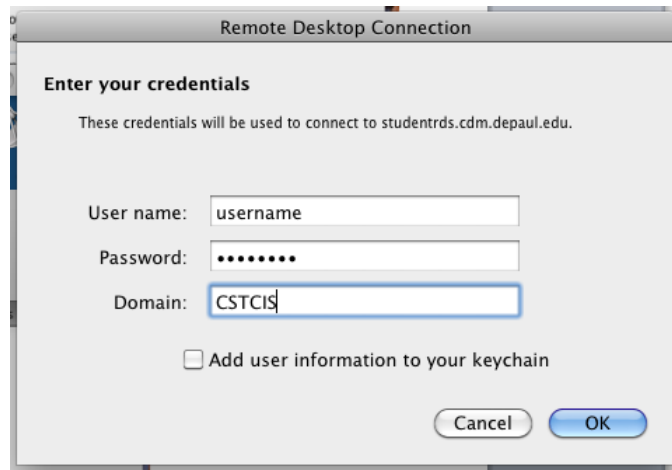 Remote Desktop Connection
Enter your credentials
These credentials will be used to connect to studentrds.cdm.depaul.edu.
User name: username
Password: ••••••••
Domain: CSTCIS
Add user information to your keychain
Cancel OK